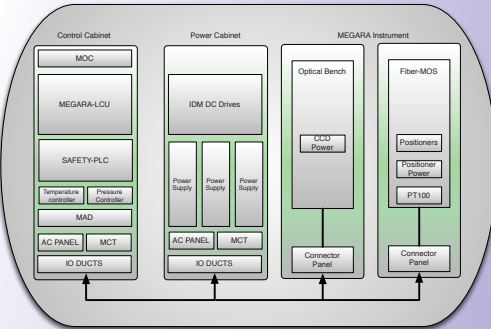 Control Cabinet
MOC
MEGARA-LCU
SAFETY-PLC
Temperature
controller
Pressure
Controller
MAD
AC PANEL
MCT
IO DUCTS
Power Cabinet
IDM DC Drives
Power
Supply
Power
Supply
Power
Supply
AC PANEL
MCT
IO DUCTS
MEGARA Instrument
Optical Bench
CCD
Power
Connector
Panel
Fiber-MOS
Positioners
Positioner
Power
PT100
Connector
Panel